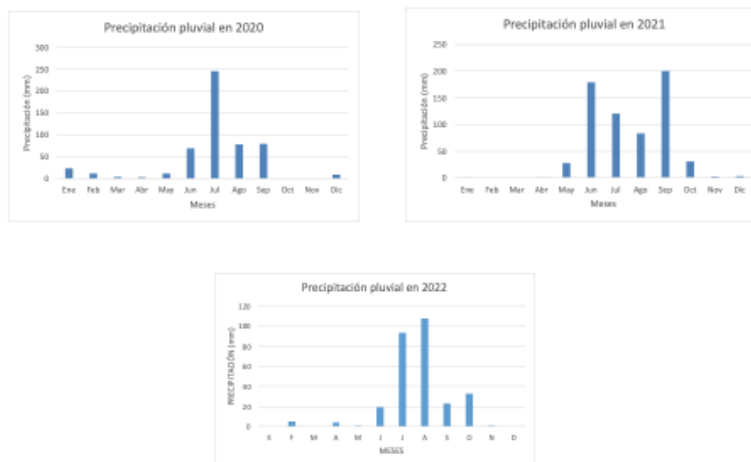 Precipitación pluvial en 2020
300
250
200
150
100
50
0
Precipitación (mm)
Ene Feb Mar Abr May Jun Jul Ago Sep Oct Nov Dic
Meses
Precipitación pluvial en 2021
250
200
150
100
50
0
Precipitación (mm)
Ene Feb Mar Abr May Jun Jul Ago Sep Oct Nov Dic
Meses
Precipitación pluvial en 2022
120
100
80
60
40
20
0
PRECIPITACIÓN (mm)
E F M A M J J A S O N D
MESES